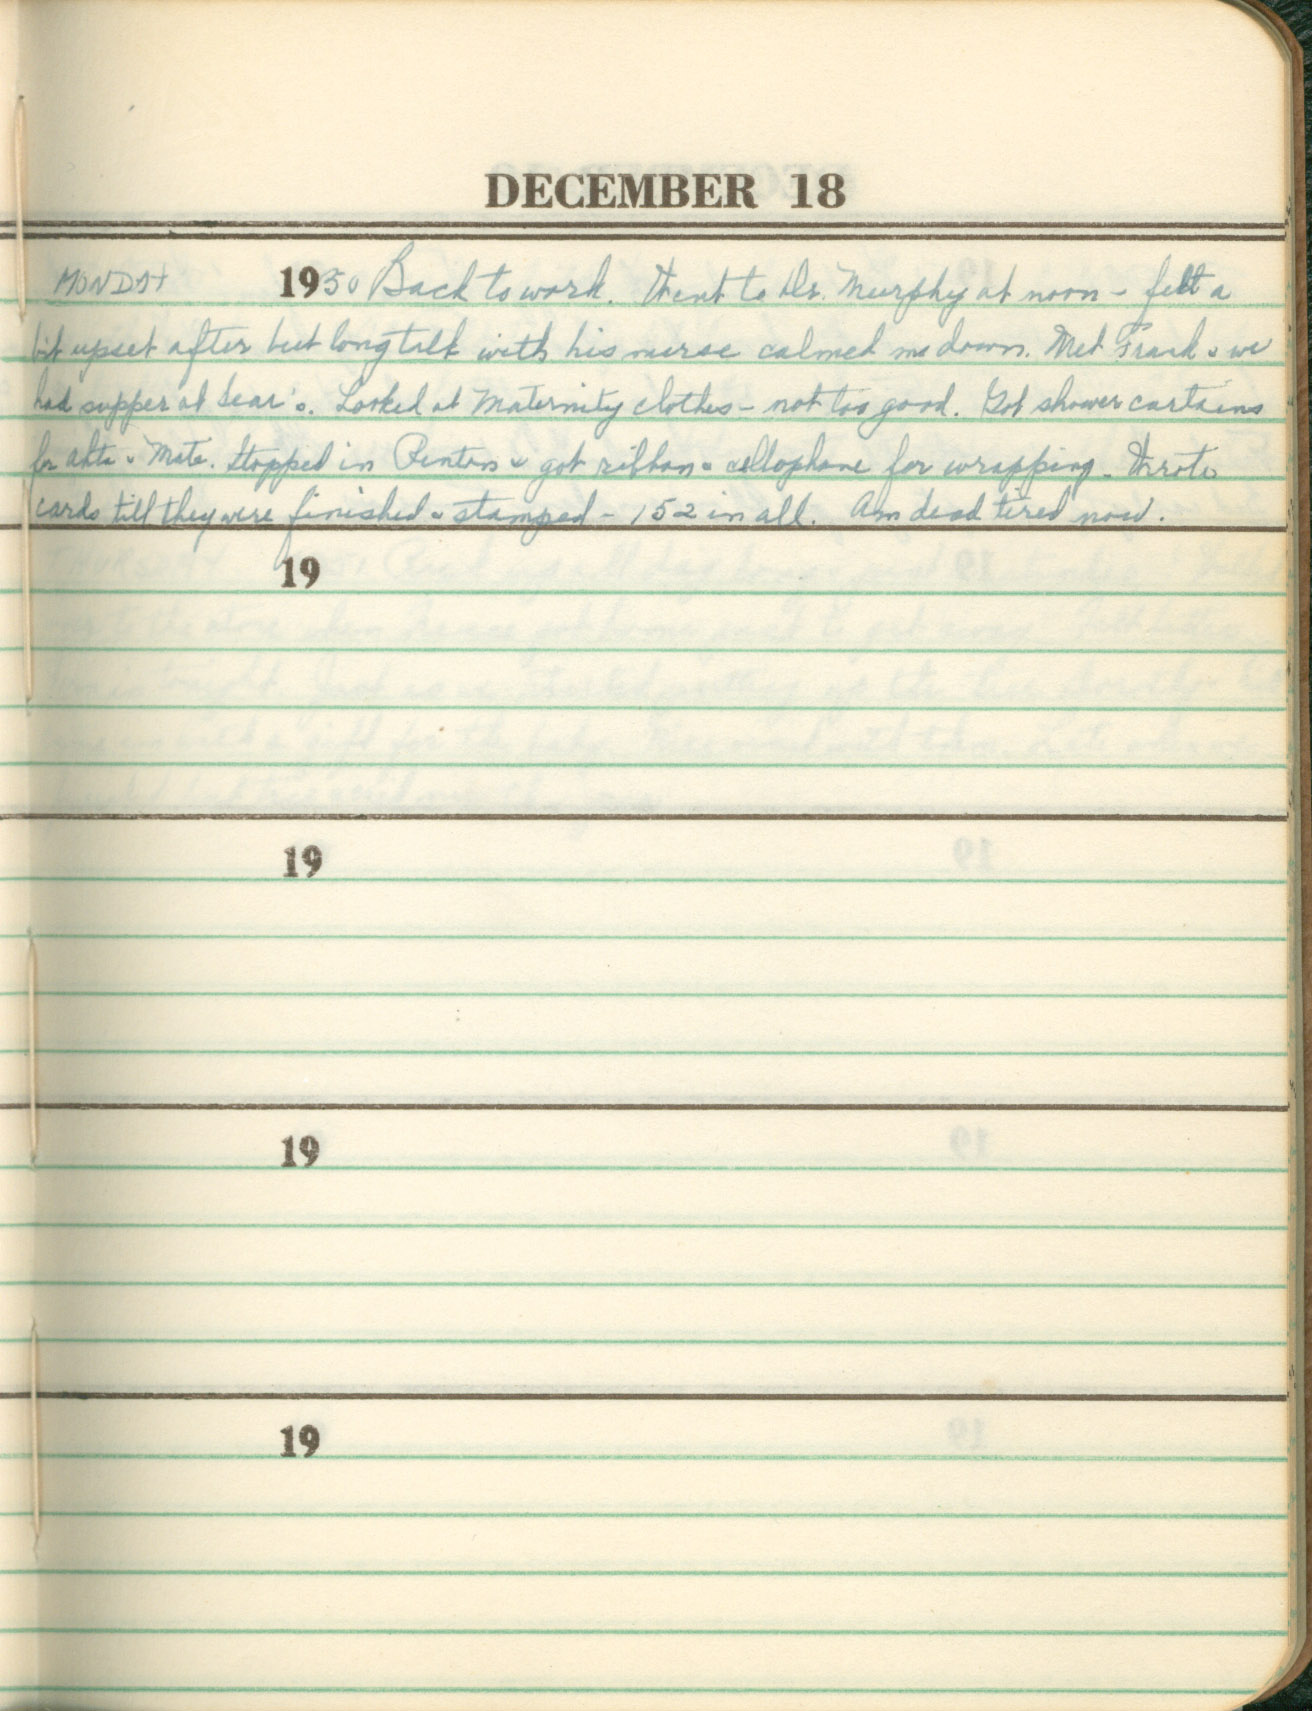 DECEMBER 18
MONDAY 1950 Back to work. Went to Dr. Murphy at noon - felt a
bit upset after but long talk with his nurse calmed me down. Met Frank & we
had supper at Sear's. Looked at Maternity clothes - not too good. Got shower curtains
for & Mate. Stopped in & got ribbon & cellophane for wrapping. Wrote
cards till they were finished & stamped - 152 in all. Am dead tired now.
19
19
19
19